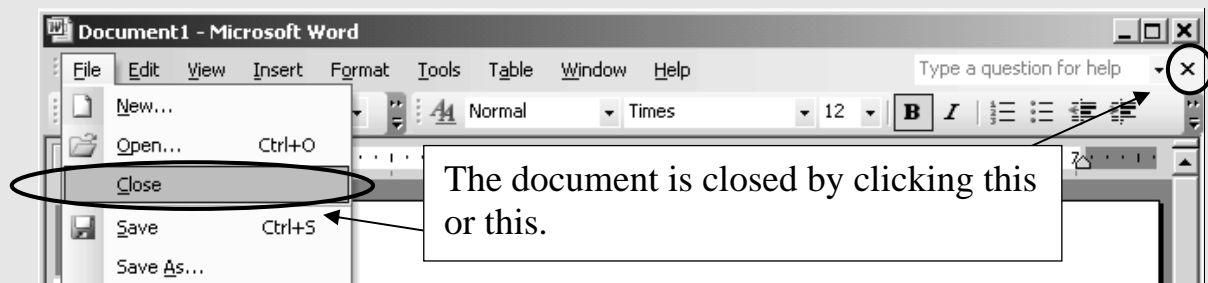 Document1 - Microsoft Word
File Edit View Insert Format Tools Table Window Help Type a question for help
New... Normal Times 12 B I
Open... Ctrl+O
Close
Save Ctrl+S
Save As...
The document is closed by clicking this
or this.
7